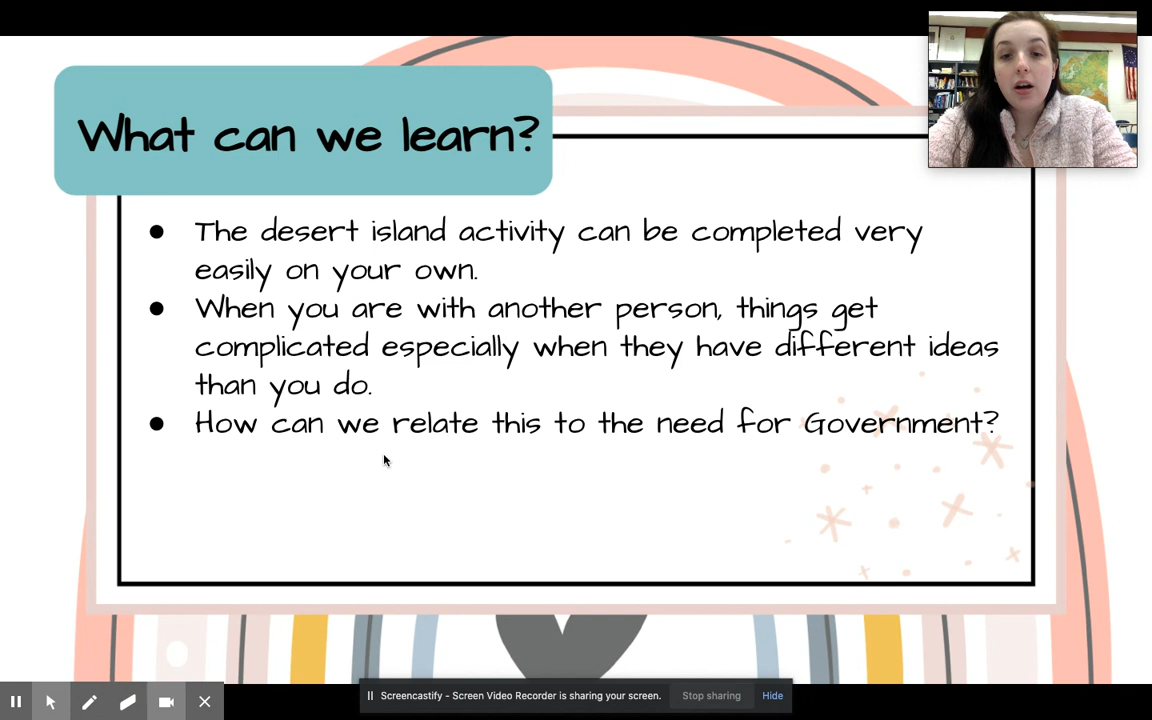 What can we learn?
● The desert island activity can be completed very
easily on your own.
● When you are with another person, things get
complicated especially when they have different ideas
than you do.
● How can we relate this to the need for Government?
Screencastify - Screen Video Recorder is sharing your screen. Stop sharing Hide